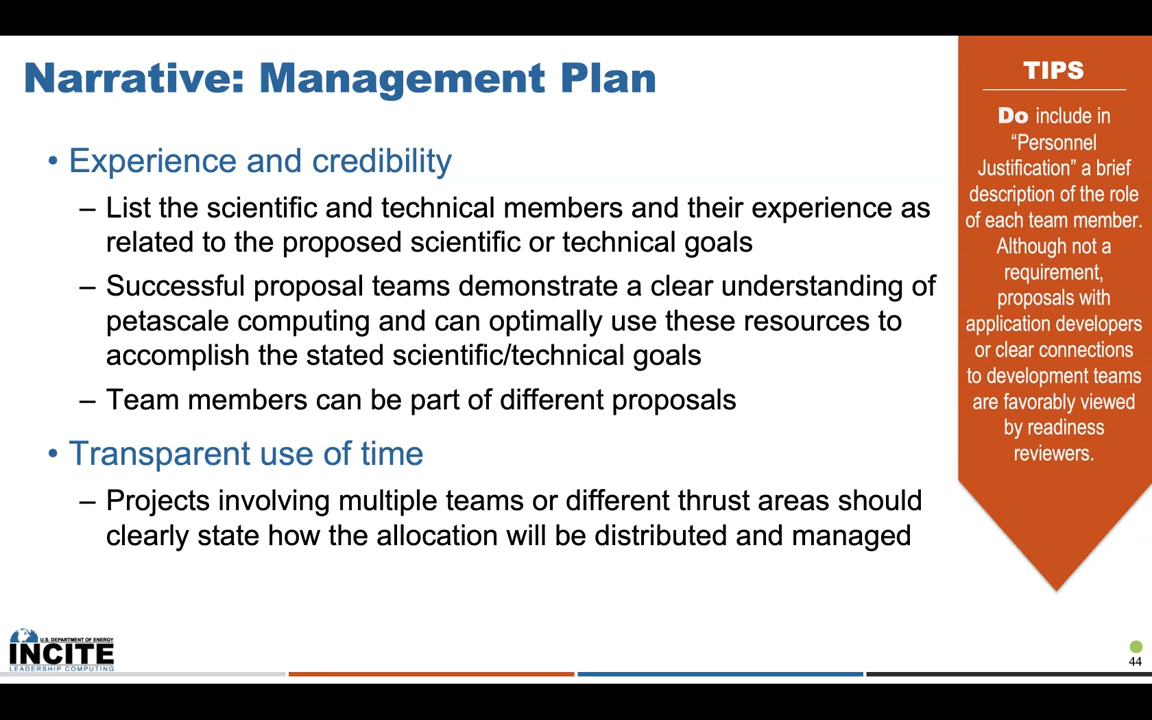 Narrative: Management Plan
• Experience and credibility
– List the scientific and technical members and their experience as
related to the proposed scientific or technical goals
– Successful proposal teams demonstrate a clear understanding of
petascale computing and can optimally use these resources to
accomplish the stated scientific/technical goals
– Team members can be part of different proposals
• Transparent use of time
– Projects involving multiple teams or different thrust areas should
clearly state how the allocation will be distributed and managed
TIPS
Do include in
“Personnel
Justification” a brief
description of the role
of each team member.
Although not a
requirement,
proposals with
application developers
or clear connections
to development teams
are favorably viewed
by readiness
reviewers.
U.S. DEPARTMENT OF ENERGY
INCITE
LEADERSHIP COMPUTING
44